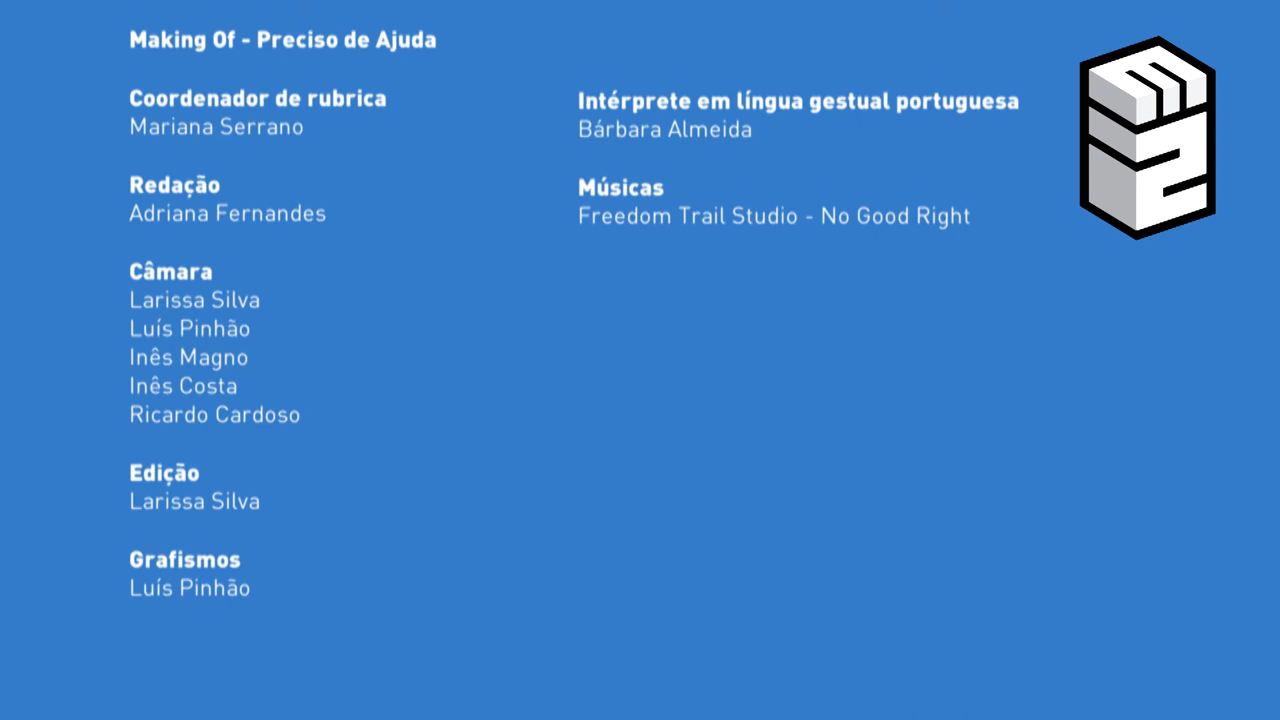 Making Of - Preciso de Ajuda
Coordenador de rubrica
Mariana Serrano
Redação
Adriana Fernandes
Câmara
Larissa Silva
Luís Pinhão
Inês Magno
Inês Costa
Ricardo Cardoso
Edição
Larissa Silva
Grafismos
Luís Pinhão
Intérprete em língua gestual portuguesa
Bárbara Almeida
Músicas
Freedom Trail Studio - No Good Right
m2